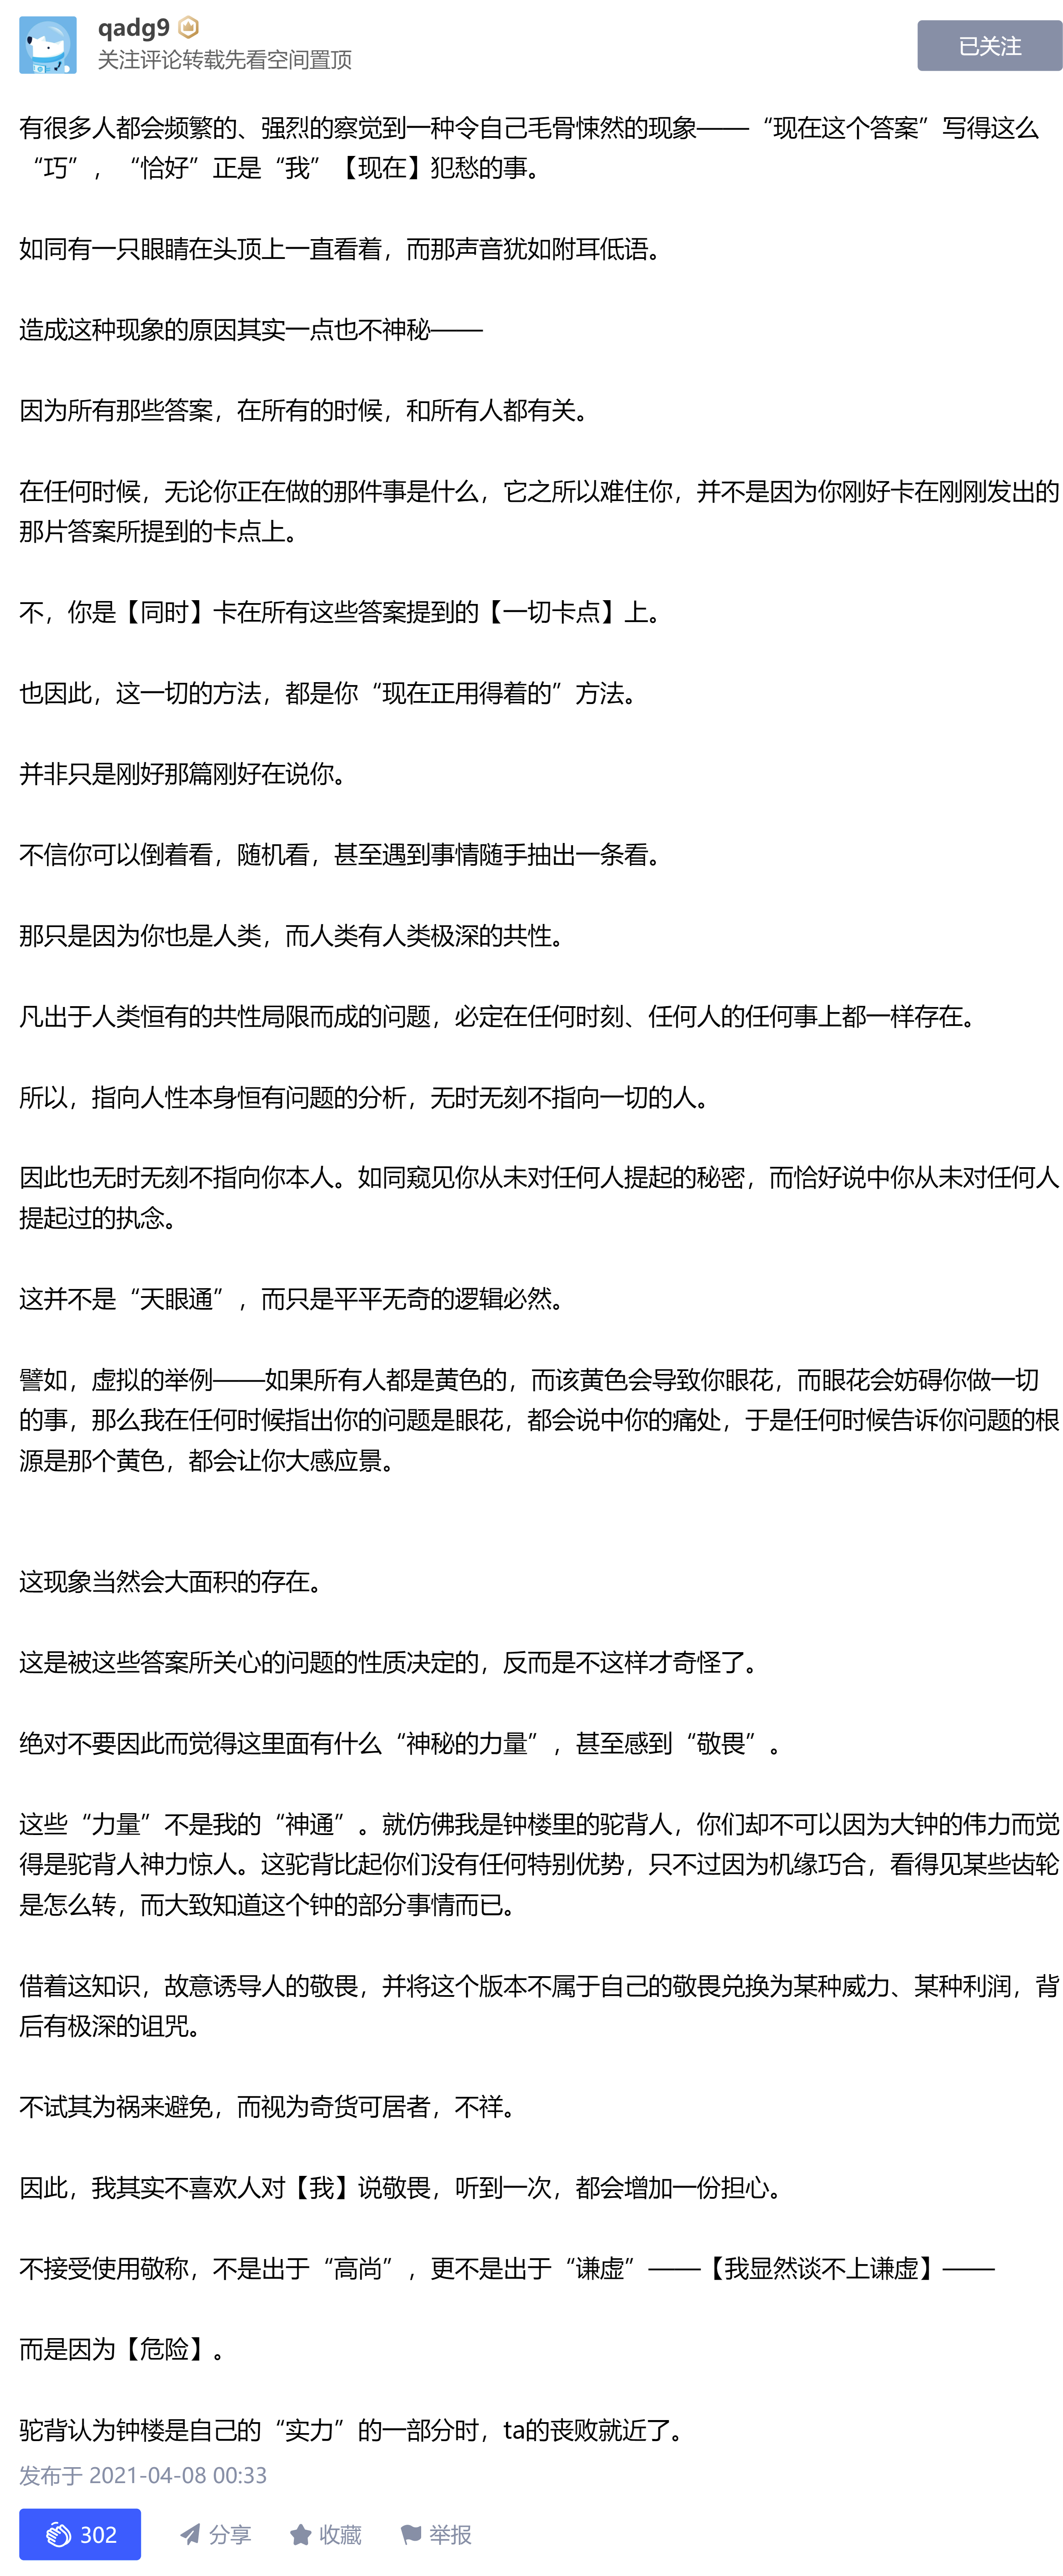 qadg9
关注评论转载先看空间置顶
已关注
有很多人都会频繁的、强烈的察觉到一种令自己毛骨悚然的现象——“现在这个答案”写得这么
“巧”，“恰好”正是“我”【现在】犯愁的事。
如同有一只眼睛在头顶上一直看着，而那声音犹如附耳低语。
造成这种现象的原因其实一点也不神秘——
因为所有那些答案，在所有的时候，和所有人都有关。
在任何时候，无论你正在做的那件事是什么，它之所以难住你，并不是因为你刚好卡在刚刚发出的
那片答案所提到的卡点上。
不，你是【同时】卡在所有这些答案提到的【一切卡点】上。
也因此，这一切的方法，都是你“现在正用得着的”方法。
并非只是刚好那篇刚好在说你。
不信你可以倒着看，随机看，甚至遇到事情随手抽出一条看。
那只是因为你也是人类，而人类有人类极深的共性。
凡出于人类恒有的共性局限而成的问题，必定在任何时刻、任何人的任何事上都一样存在。
所以，指向人性本身恒有问题的分析，无时无刻不指向一切的人。
因此也无时无刻不指向你本人。如同窥见你从未对任何人提起的秘密，而恰好说中你从未对任何人
提起过的执念。
这并不是“天眼通”，而只是平平无奇的逻辑必然。
譬如，虚拟的举例——如果所有人都是黄色的，而该黄色会导致你眼花，而眼花会妨碍你做一切
的事，那么我在任何时候指出你的问题是眼花，都会说中你的痛处，于是任何时候告诉你问题的根
源是那个黄色，都会让你大感应景。
这现象当然会大面积的存在。
这是被这些答案所关心的问题的性质决定的，反而是不这样才奇怪了。
绝对不要因此而觉得这里面有什么“神秘的力量”，甚至感到“敬畏”。
这些“力量”不是我的“神通”。就仿佛我是钟楼里的驼背人，你们却不可以因为大钟的伟力而觉
得是驼背人神力惊人。这驼背比起你们没有任何特别优势，只不过因为机缘巧合，看得见某些齿轮
是怎么转，而大致知道这个钟的部分事情而已。
借着这知识，故意诱导人的敬畏，并将这个版本不属于自己的敬畏兑换为某种威力、某种利润，背
后有极深的诅咒。
不试其为祸来避免，而视为奇货可居者，不祥。
因此，我其实不喜欢人对【我】说敬畏，听到一次，都会增加一份担心。
不接受使用敬称，不是出于“高尚”，更不是出于“谦虚”——【我显然谈不上谦虚】——
而是因为【危险】。
驼背认为钟楼是自己的“实力”的一部分时，ta的丧败就近了。
发布于 2021-04-08 00:33
302 分享 收藏 举报